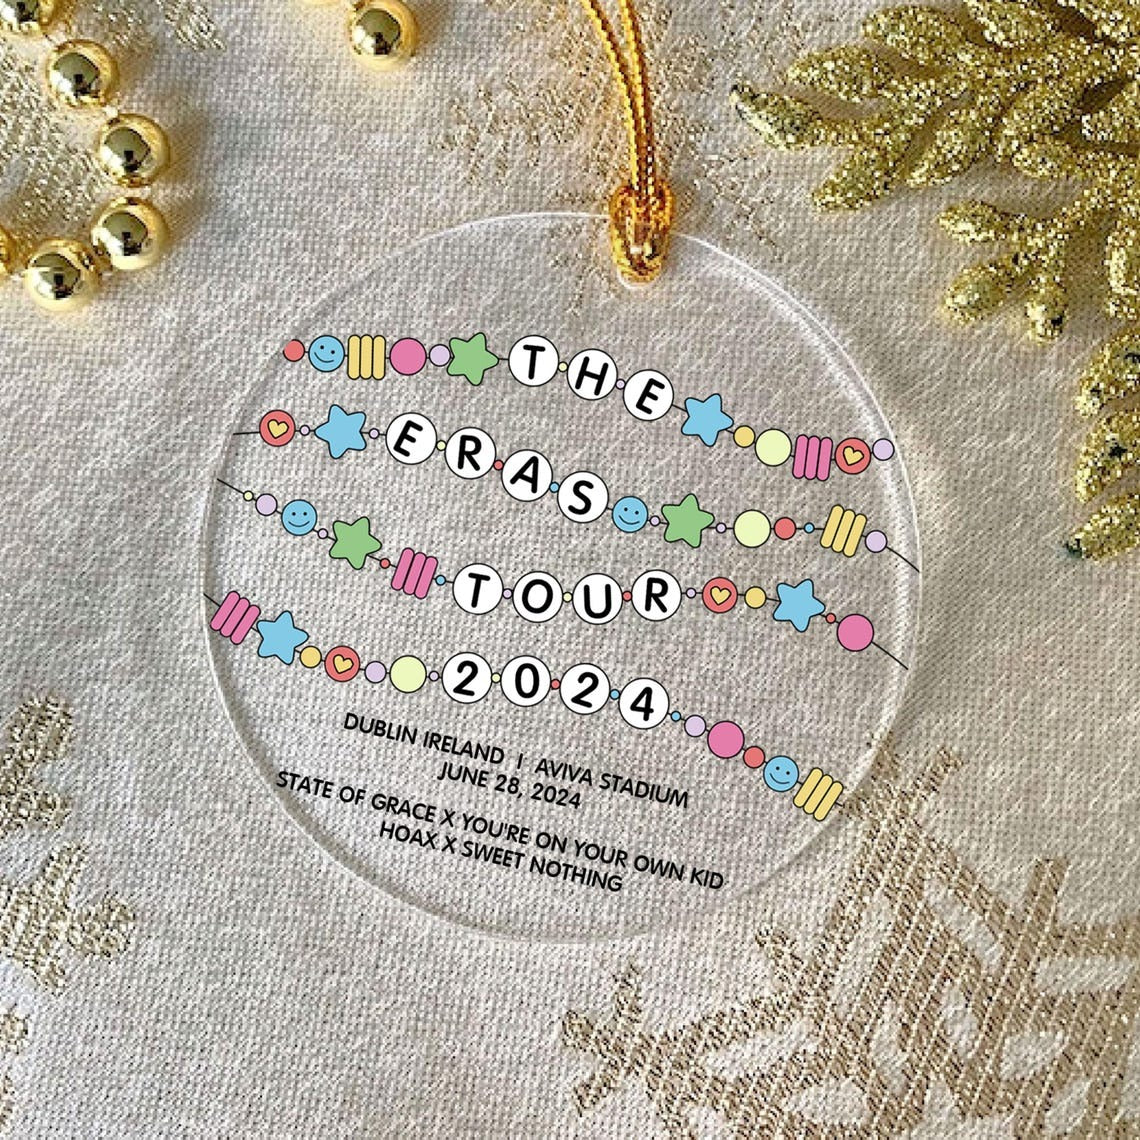 THE
ERAS
TOUR
2024
DUBLIN IRELAND | AVIVA STADIUM
JUNE 28, 2024
STATE OF GRACE X YOU'RE ON YOUR OWN KID
HOAX X SWEET NOTHING